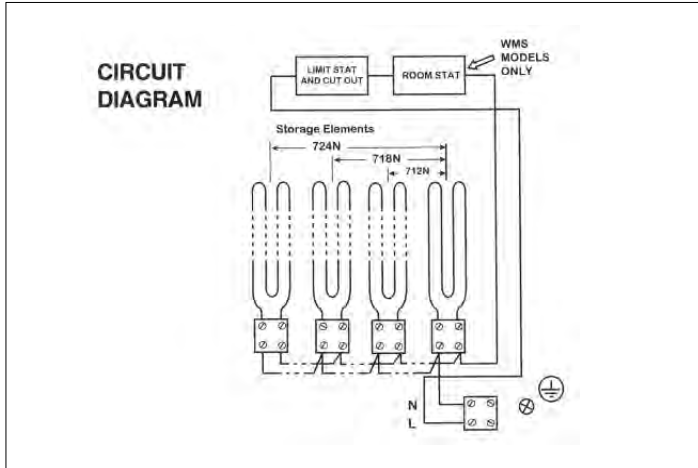 CIRCUIT
DIAGRAM
LIMIT STAT
AND CUT OUT
ROOM STAT
WMS
MODELS
ONLY
Storage Elements
724N
718N
712N
N
L